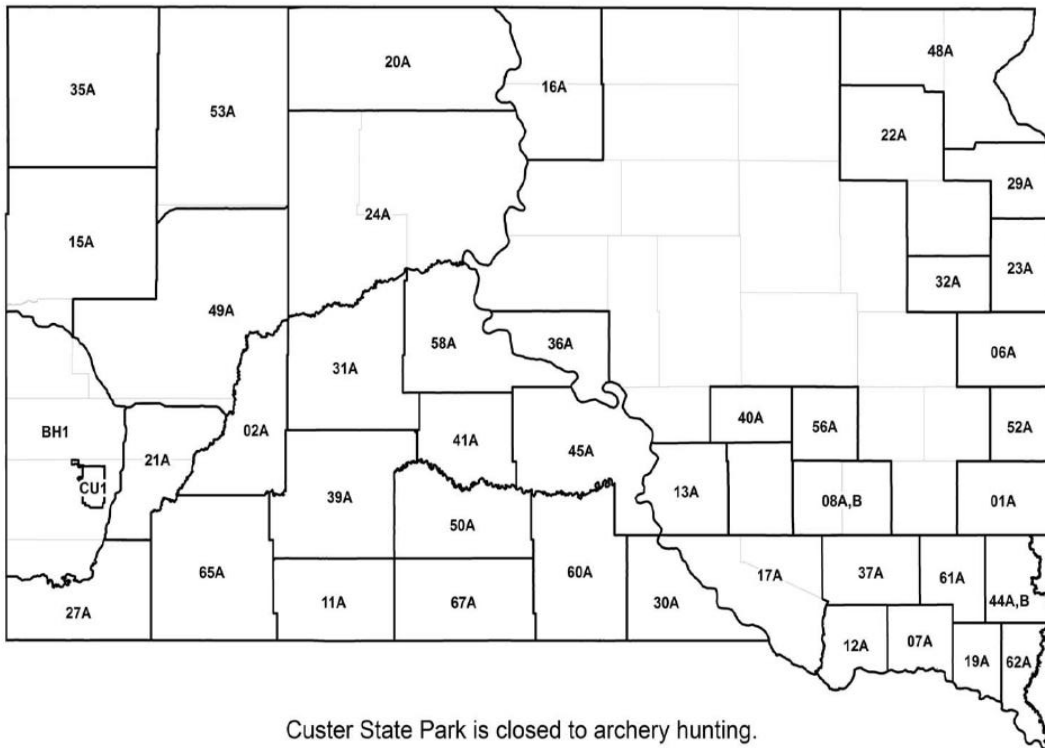 20A
48A
35A
16A
53A
22A
29A
24A
15A
23A
32A
49A
58A
36A
06A
31A
40A
56A
52A
BH1
02A
41A
45A
21A
CU1
39A
13A
08A,B
01A
50A
65A
60A
17A
37A
61A
11A
67A
30A
44A,B
27A
12A
07A
19A
62A
Custer State Park is closed to archery hunting.